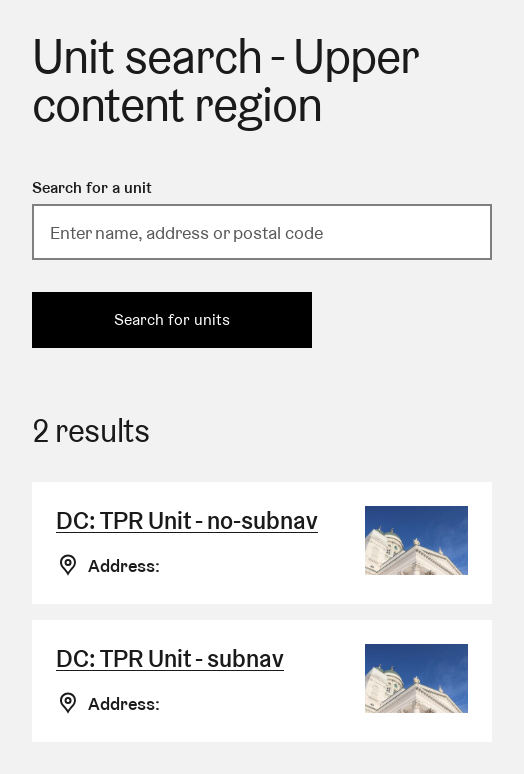 Unit search - Upper
content region
Search for a unit
Enter name, address or postal code
Search for units
2 results
DC: TPR Unit - no-subnav
Address:
DC: TPR Unit - subnav
Address: